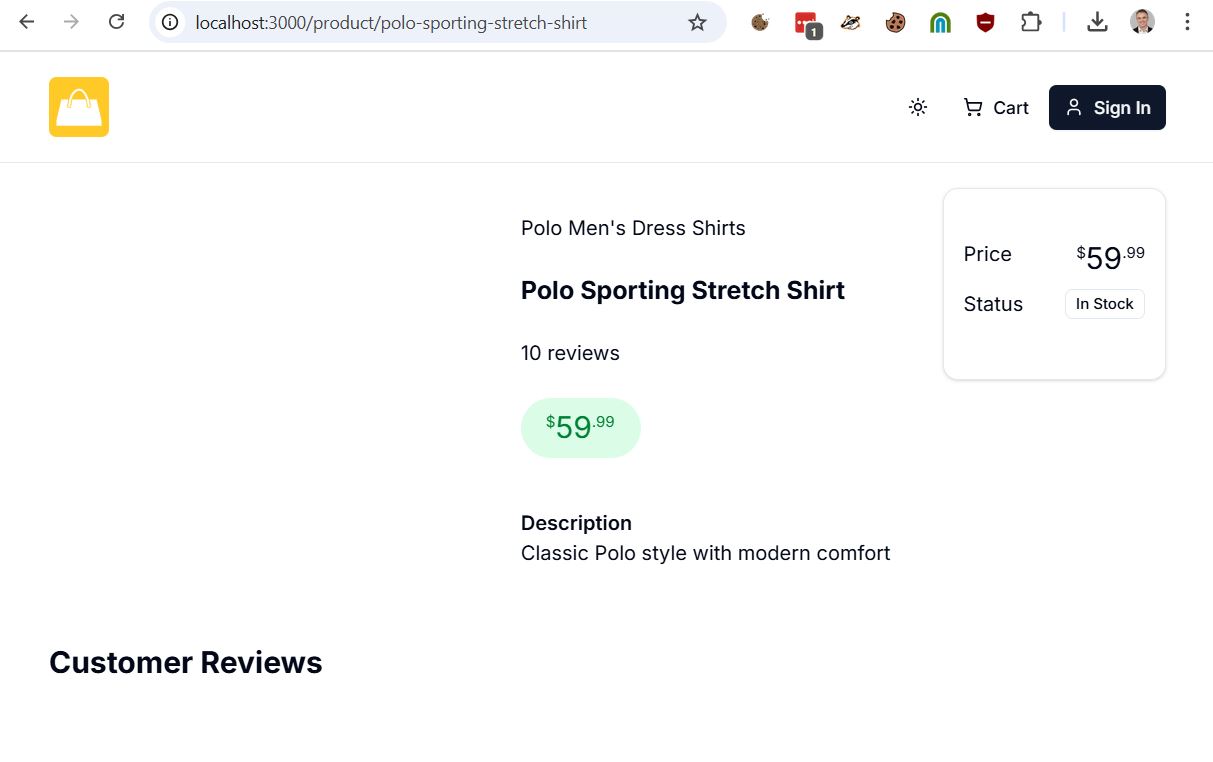 localhost:3000/product/polo-sporting-stretch-shirt
1
Cart
Sign In
Polo Men's Dress Shirts
Polo Sporting Stretch Shirt
10 reviews
$59.99
Description
Classic Polo style with modern comfort
Price $59.99
Status In Stock
Customer Reviews